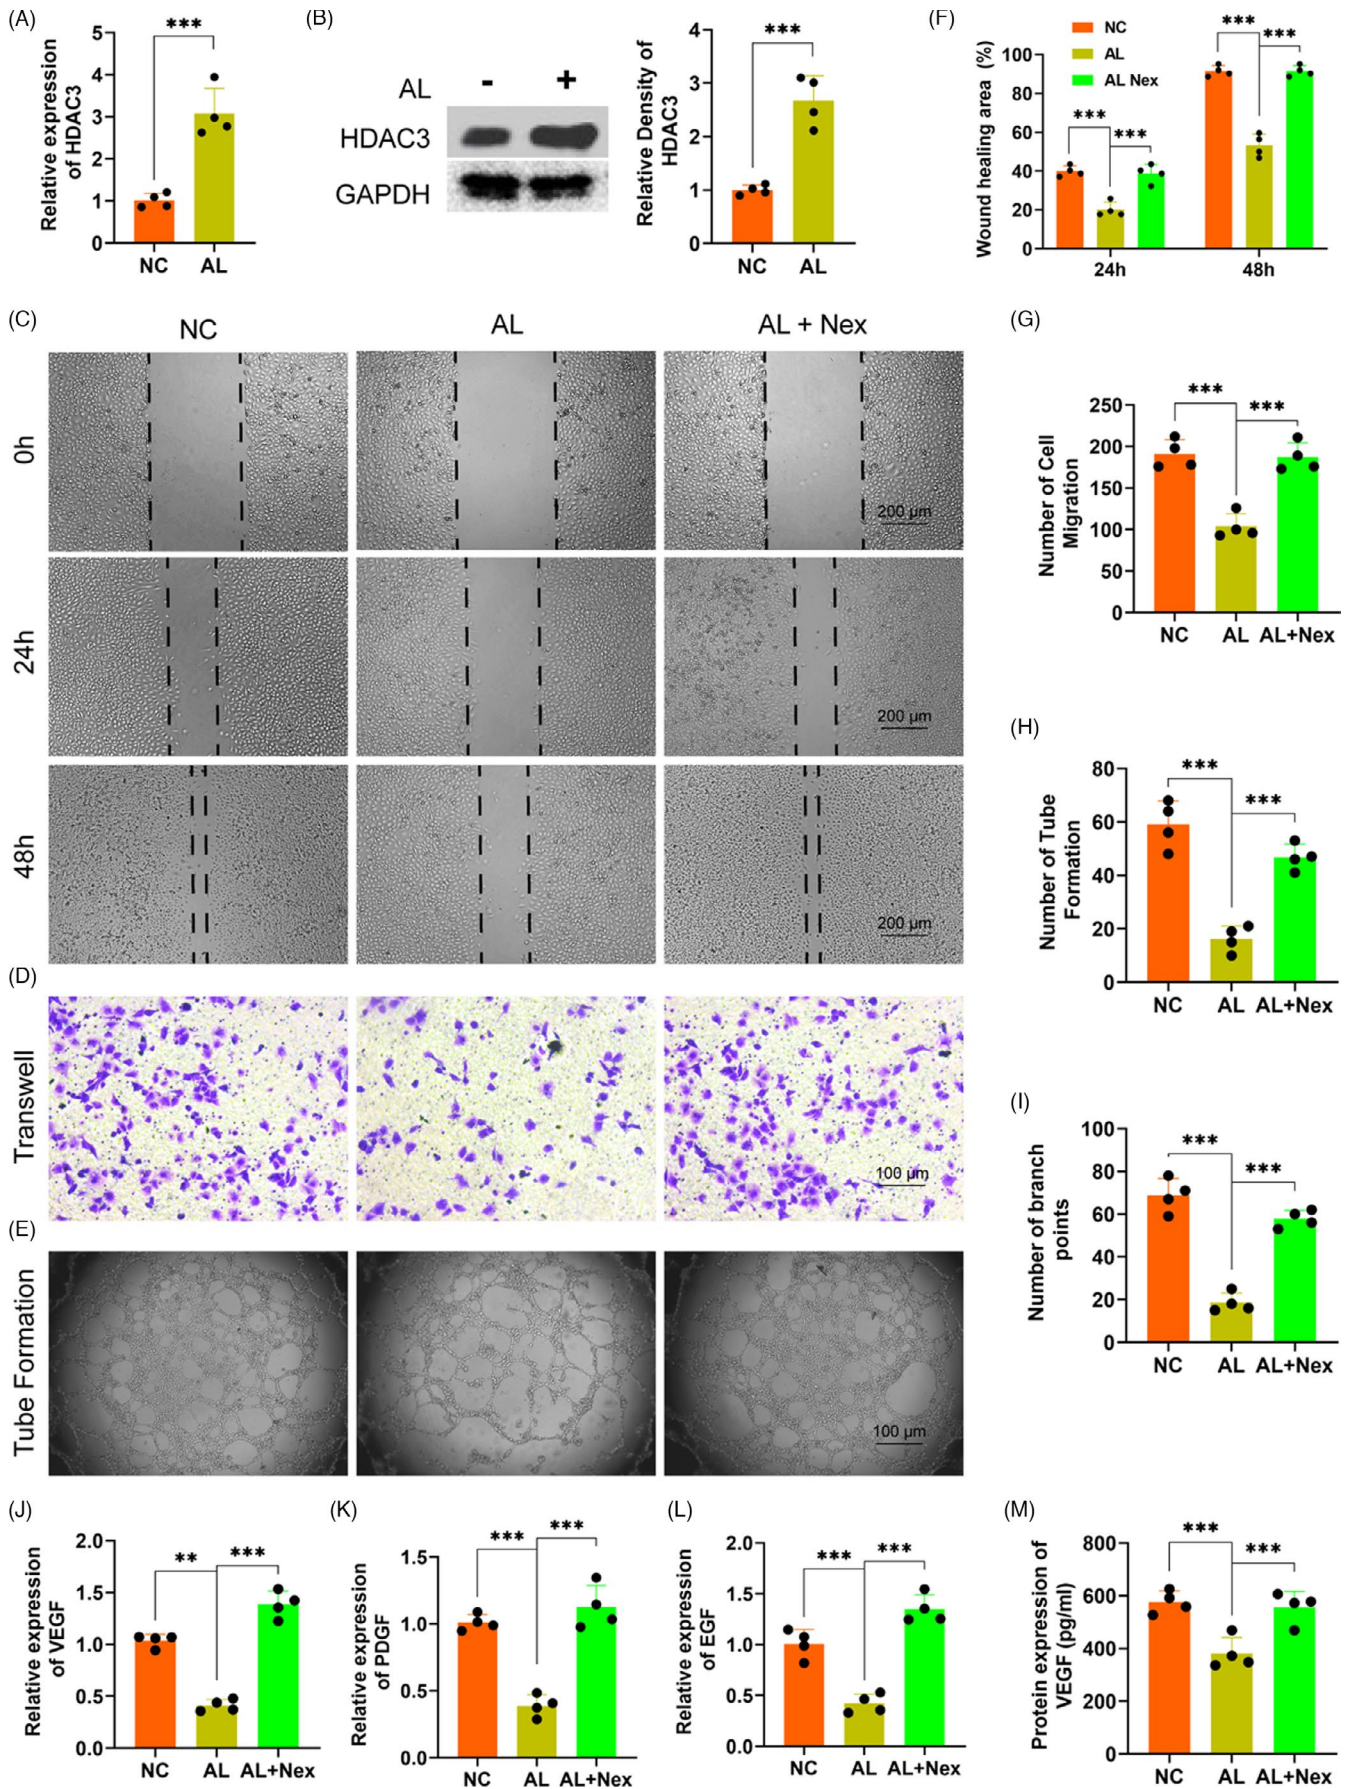 (A)
Relative expression
of HDAC3
5
4
3
2
1
0
***
NC
AL
(B)
AL
-
+
HDAC3
GAPDH
Relative Density of
HDAC3
4
3
2
1
0
***
NC
AL
(F)
NC
AL
AL Nex
Wound healing area (%)
100
80
60
40
20
0
***
***
***
***
24h
48h
(C)
NC
AL
AL + Nex
0h
200 µm
24h
200 µm
48h
200 µm
(G)
Number of Cell
Migration
250
200
150
100
50
0
***
***
NC
AL
AL+Nex
(D)
Transwell
100 µm
(H)
Number of Tube
Formation
80
60
40
20
0
***
***
NC
AL
AL+Nex
(E)
Tube Formation
100 µm
(I)
Number of branch
points
100
80
60
40
20
0
***
***
NC
AL
AL+Nex
(J)
Relative expression
of VEGF
2.0
1.5
1.0
0.5
0.0
**
***
NC
AL
AL+Nex
(K)
Relative expression
of PDGF
1.5
1.0
0.5
0.0
***
***
NC
AL
AL+Nex
(L)
Relative expression
of EGF
2.0
1.5
1.0
0.5
0.0
***
***
NC
AL
AL+Nex
(M)
Protein expression of
VEGF (pg/ml)
800
600
400
200
0
***
***
NC
AL
AL+Nex